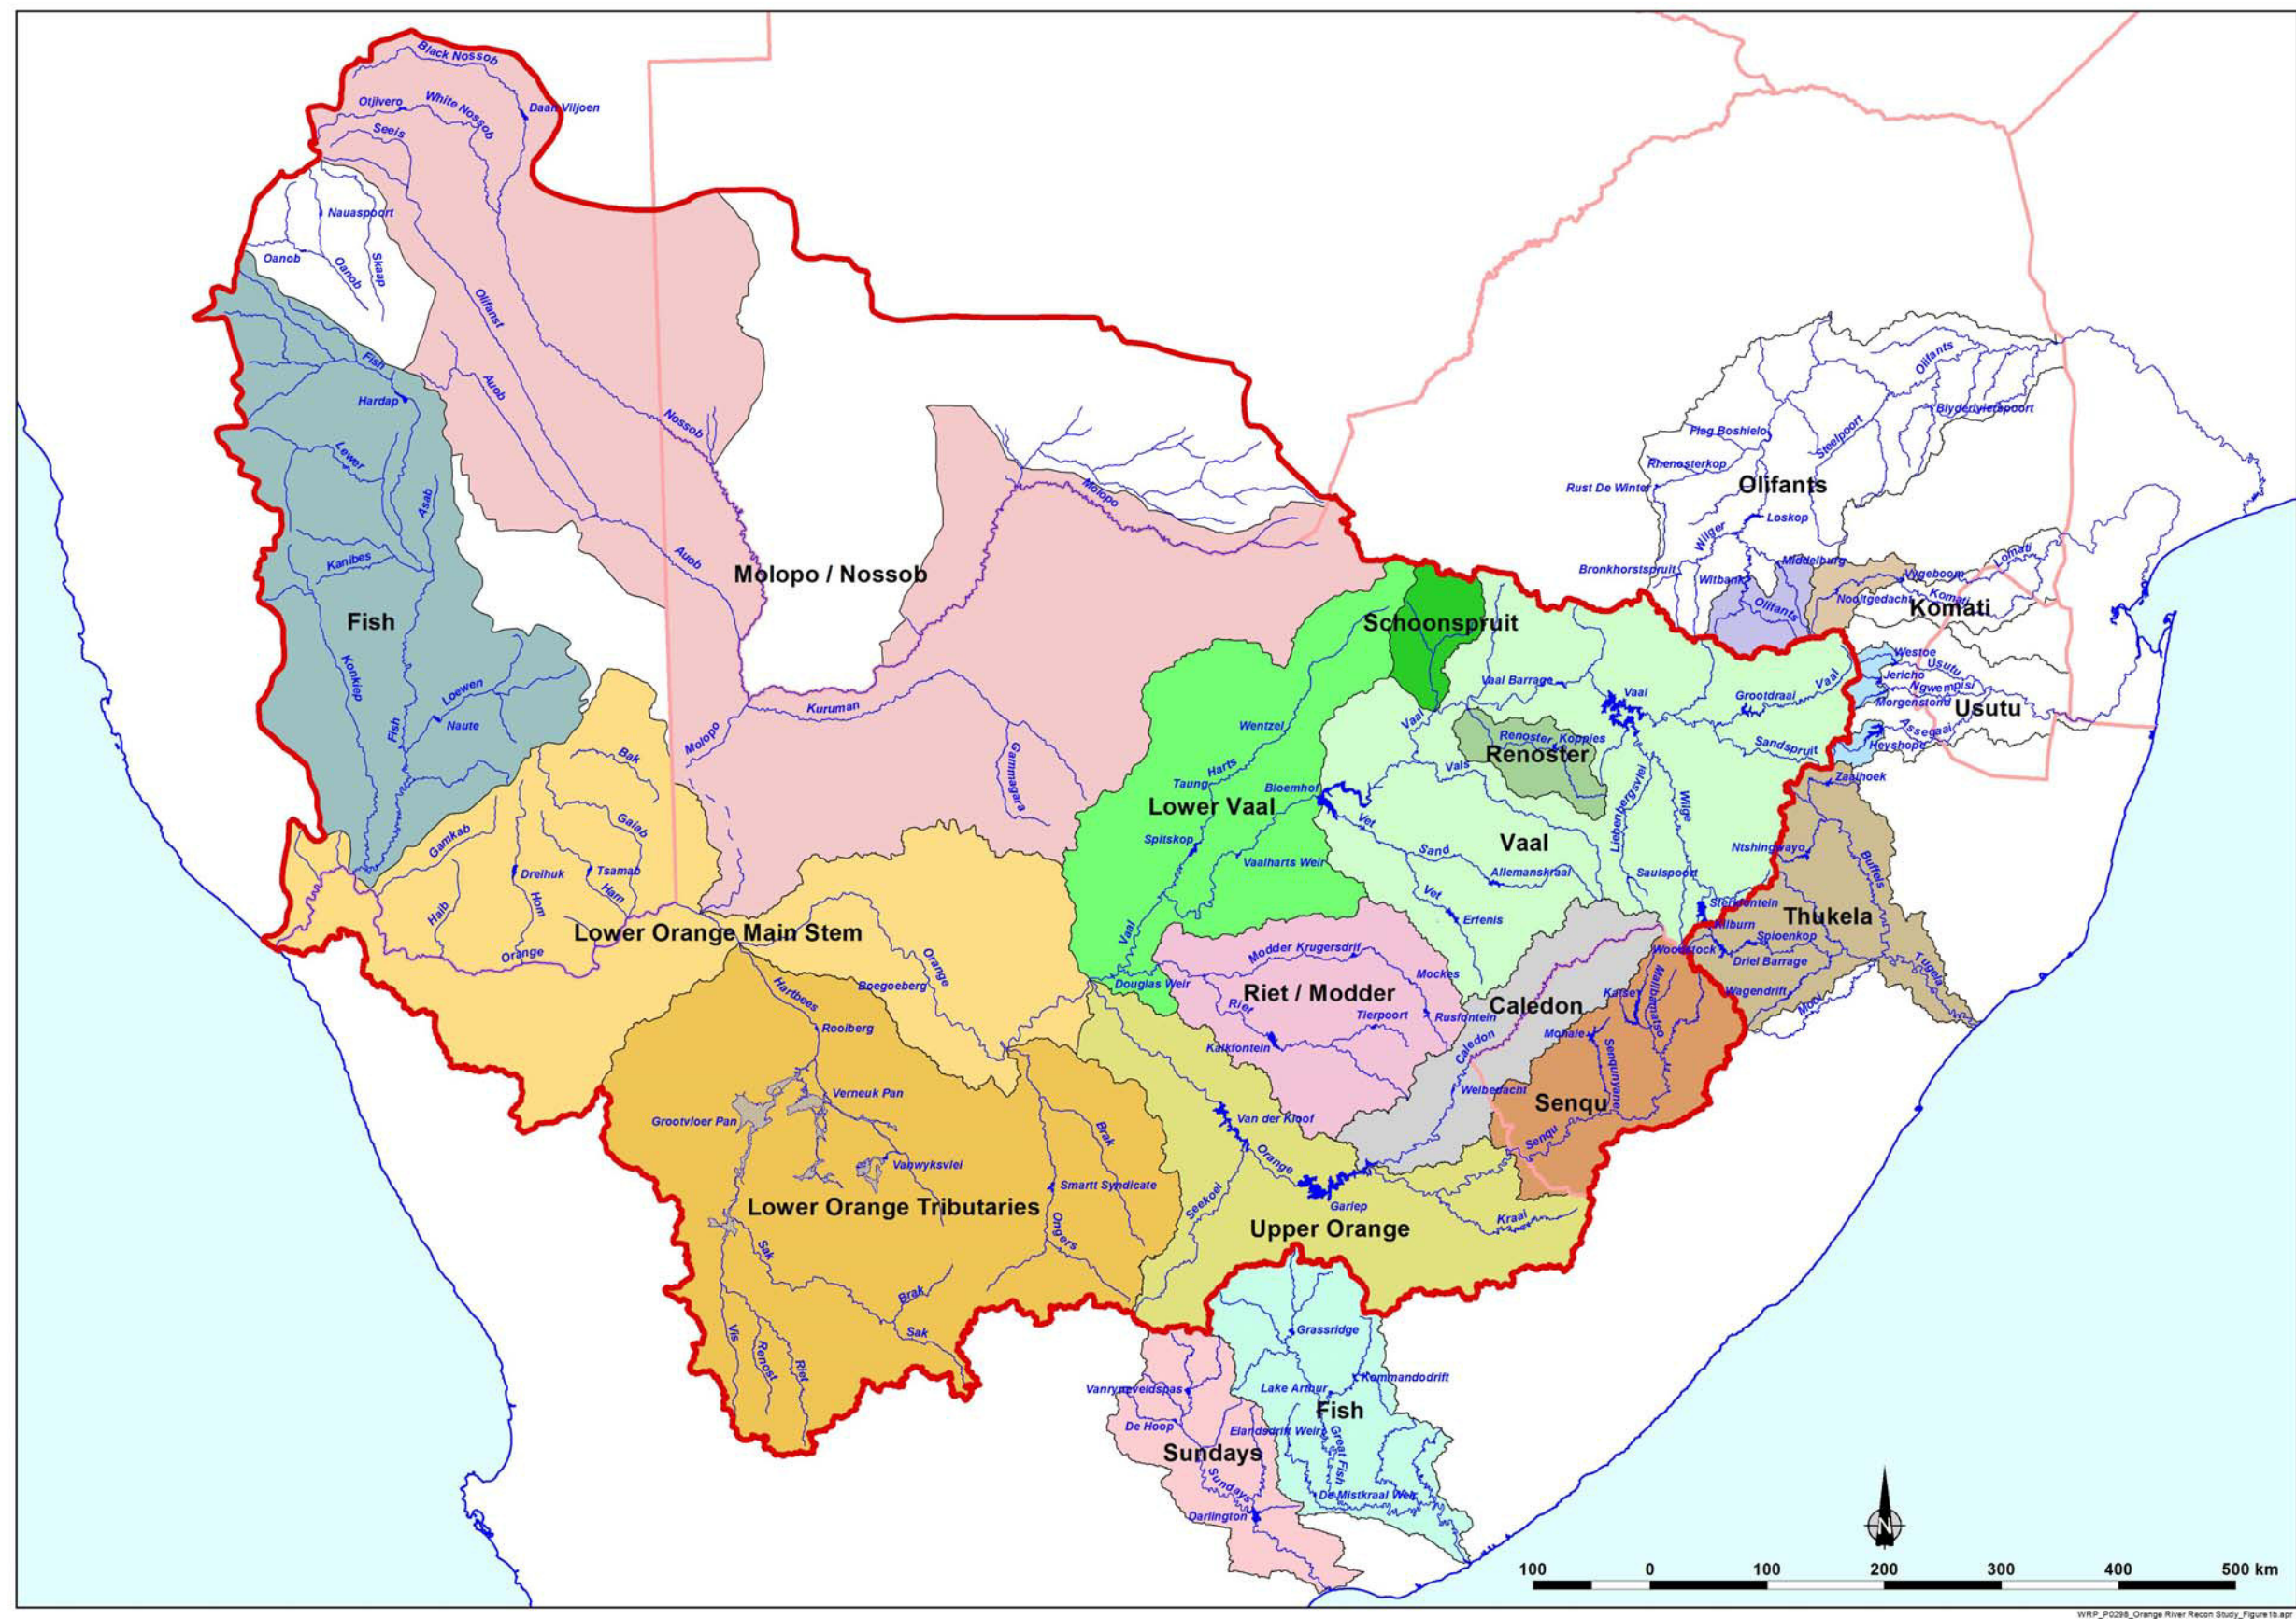 Black Nossob
Otjivero
White Nossob
Daan Viljoen
Seeis
Nauaspoort
Oanob
Oanob
Skaap
Olifanst
Fish
Auob
Hardap
Nossob
Lewer
Asab
Molopo
Kanibes
Auob
Molopo / Nossob
Fish
Konkiep
Loewen
Fish
Naute
Molopo
Kuruman
Gammagara
Bak
Gamkab
Gaiab
Dreihuk
Tsamab
Ham
Hom
Haib
Orange
Lower Orange Main Stem
Orange
Boegoeberg
Hartbees
Rooiberg
Verneuk Pan
Grootvloer Pan
Vanwyksvlei
Brak
Smartt Syndicate
Lower Orange Tributaries
Ongers
Sak
Brak
Sak
Vis
Renost
Riet
Olifants
Blyderivierspoort
Flag Boshielo
Steelpoort
Rhenosterkop
Rust De Winter
Olifants
Loskop
Wilger
Middelburg
Bronkhorstspruit
Witbank
Olifants
Lomati
Vygeboom
Nooitgedacht
Komati
Komati
Westoe
Usutu
Jericho
Ngwempisi
Morgenstond
Usutu
Assegaai
Heyshope
Schoonspruit
Vaal Barrage
Vaal
Grootdraai
Vaal
Wentzel
Vaal
Renoster
Koppies
Renoster
Sandspruit
Harts
Taung
Bloemhof
Vals
Zaaihoek
Lower Vaal
Liebenbergsvlei
Wilge
Spitskop
Vet
Vaal
Vaalharts Weir
Sand
Allemanskraal
Saulspoort
Ntshingwayo
Buffels
Vet
Erfenis
Sterkfontein
Thukela
Kilburn
Vaal
Woodstock
Spioenkop
Driel Barrage
Tugela
Modder
Krugersdrif
Mockes
Douglas Weir
Riet / Modder
Riet
Tierpoort
Rusfontein
Kalkfontein
Caledon
Caledon
Katse
Malibamatso
Wagendrift
Mooi
Mohale
Senqunyane
Welbedacht
Senqu
Senqu
Van der Kloof
Orange
Gariep
Seekoei
Upper Orange
Kraai
Grassridge
Vanryneveldspas
Lake Arthur
Kommandodrift
De Hoop
Fish
Elandsdrift Weir
Great Fish
Sundays
Sundays
De Mistkraal Weir
Darlington
N
100 0 100 200 300 400 500 km
WRP_P0298_Orange River Recon Study_Figure1b.apr